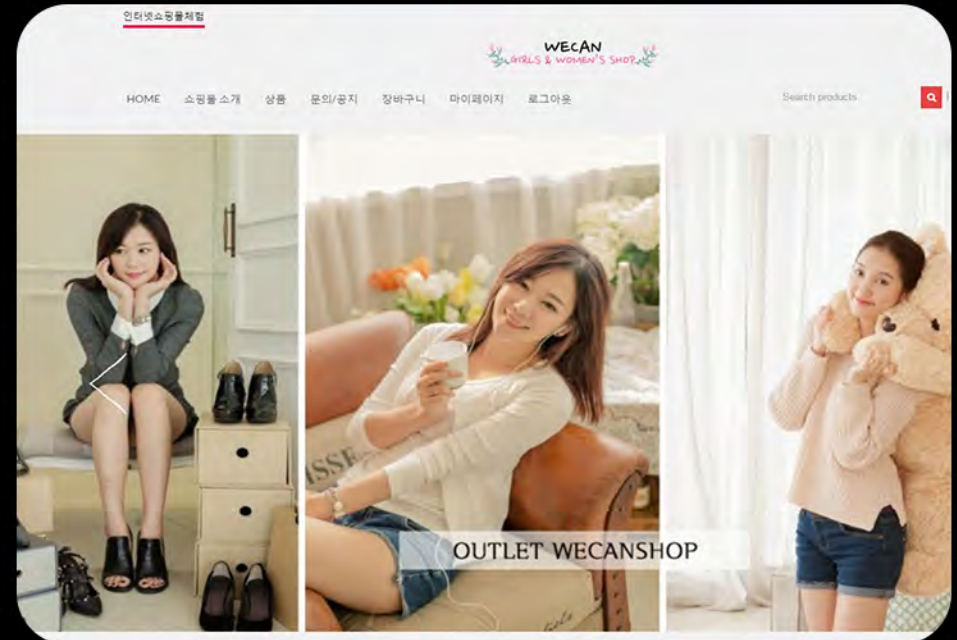 인터넷쇼핑몰체험
WECAN
GIRLS & WOMEN'S SHOP
HOME 쇼핑몰 소개 상품 문의/공지 장바구니 마이페이지 로그아웃 Search products
ISSE
OUTLET WECANSHOP